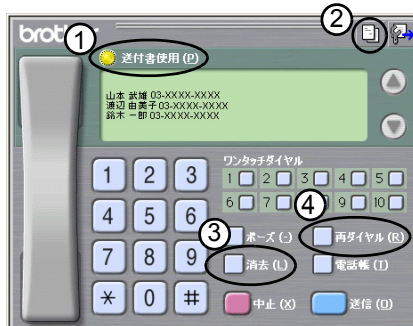 brother
②
①
送付書使用 (P)
山本 武雄 03-XXXX-XXXX
渡辺 由美子 03-XXXX-XXXX
鈴木 一郎 03-XXXX-XXXX
ワンタッチダイヤル
1 2 3 4 5
6 7 9 10
1 2 3
4 5 6
7 8 9
* 0 #
④
③
ポーズ (-) 再ダイヤル (R)
消去 (L) 電話帳 (T)
中止 (X) 送信 (O)